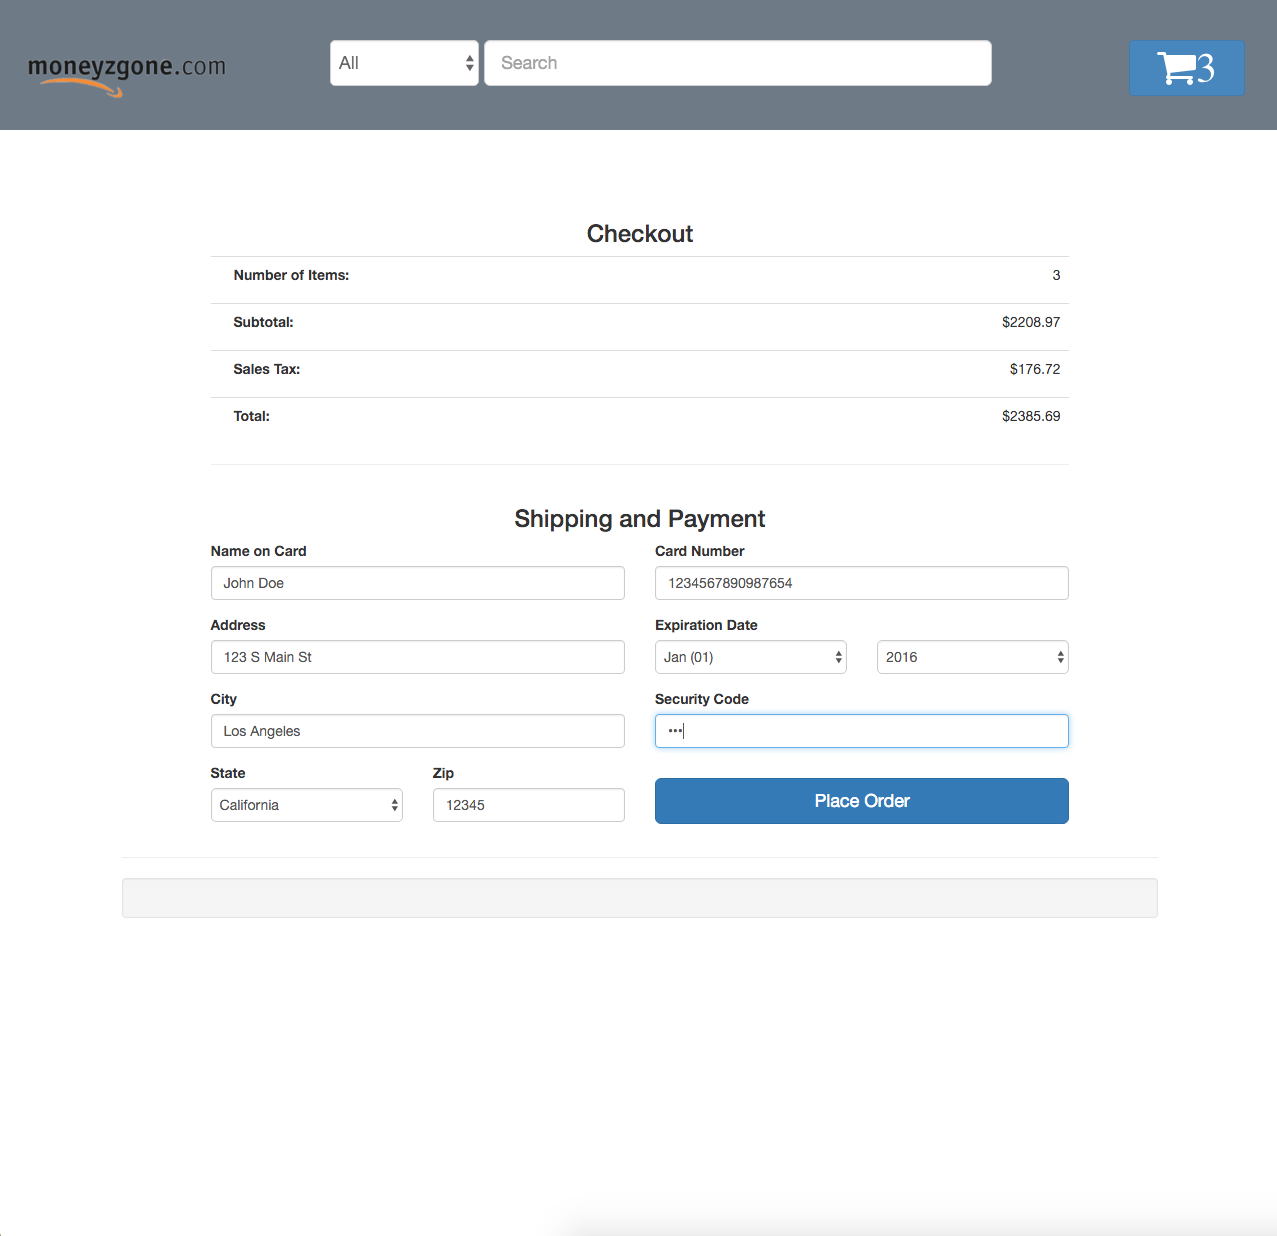 moneyzgone.com
All
Search
3
Checkout
Number of Items: 3
Subtotal: $2208.97
Sales Tax: $176.72
Total: $2385.69
Shipping and Payment
Name on Card Card Number
John Doe 1234567890987654
Address Expiration Date
123 S Main St Jan (01) 2016
City Security Code
Los Angeles •••
State Zip
California 12345 Place Order